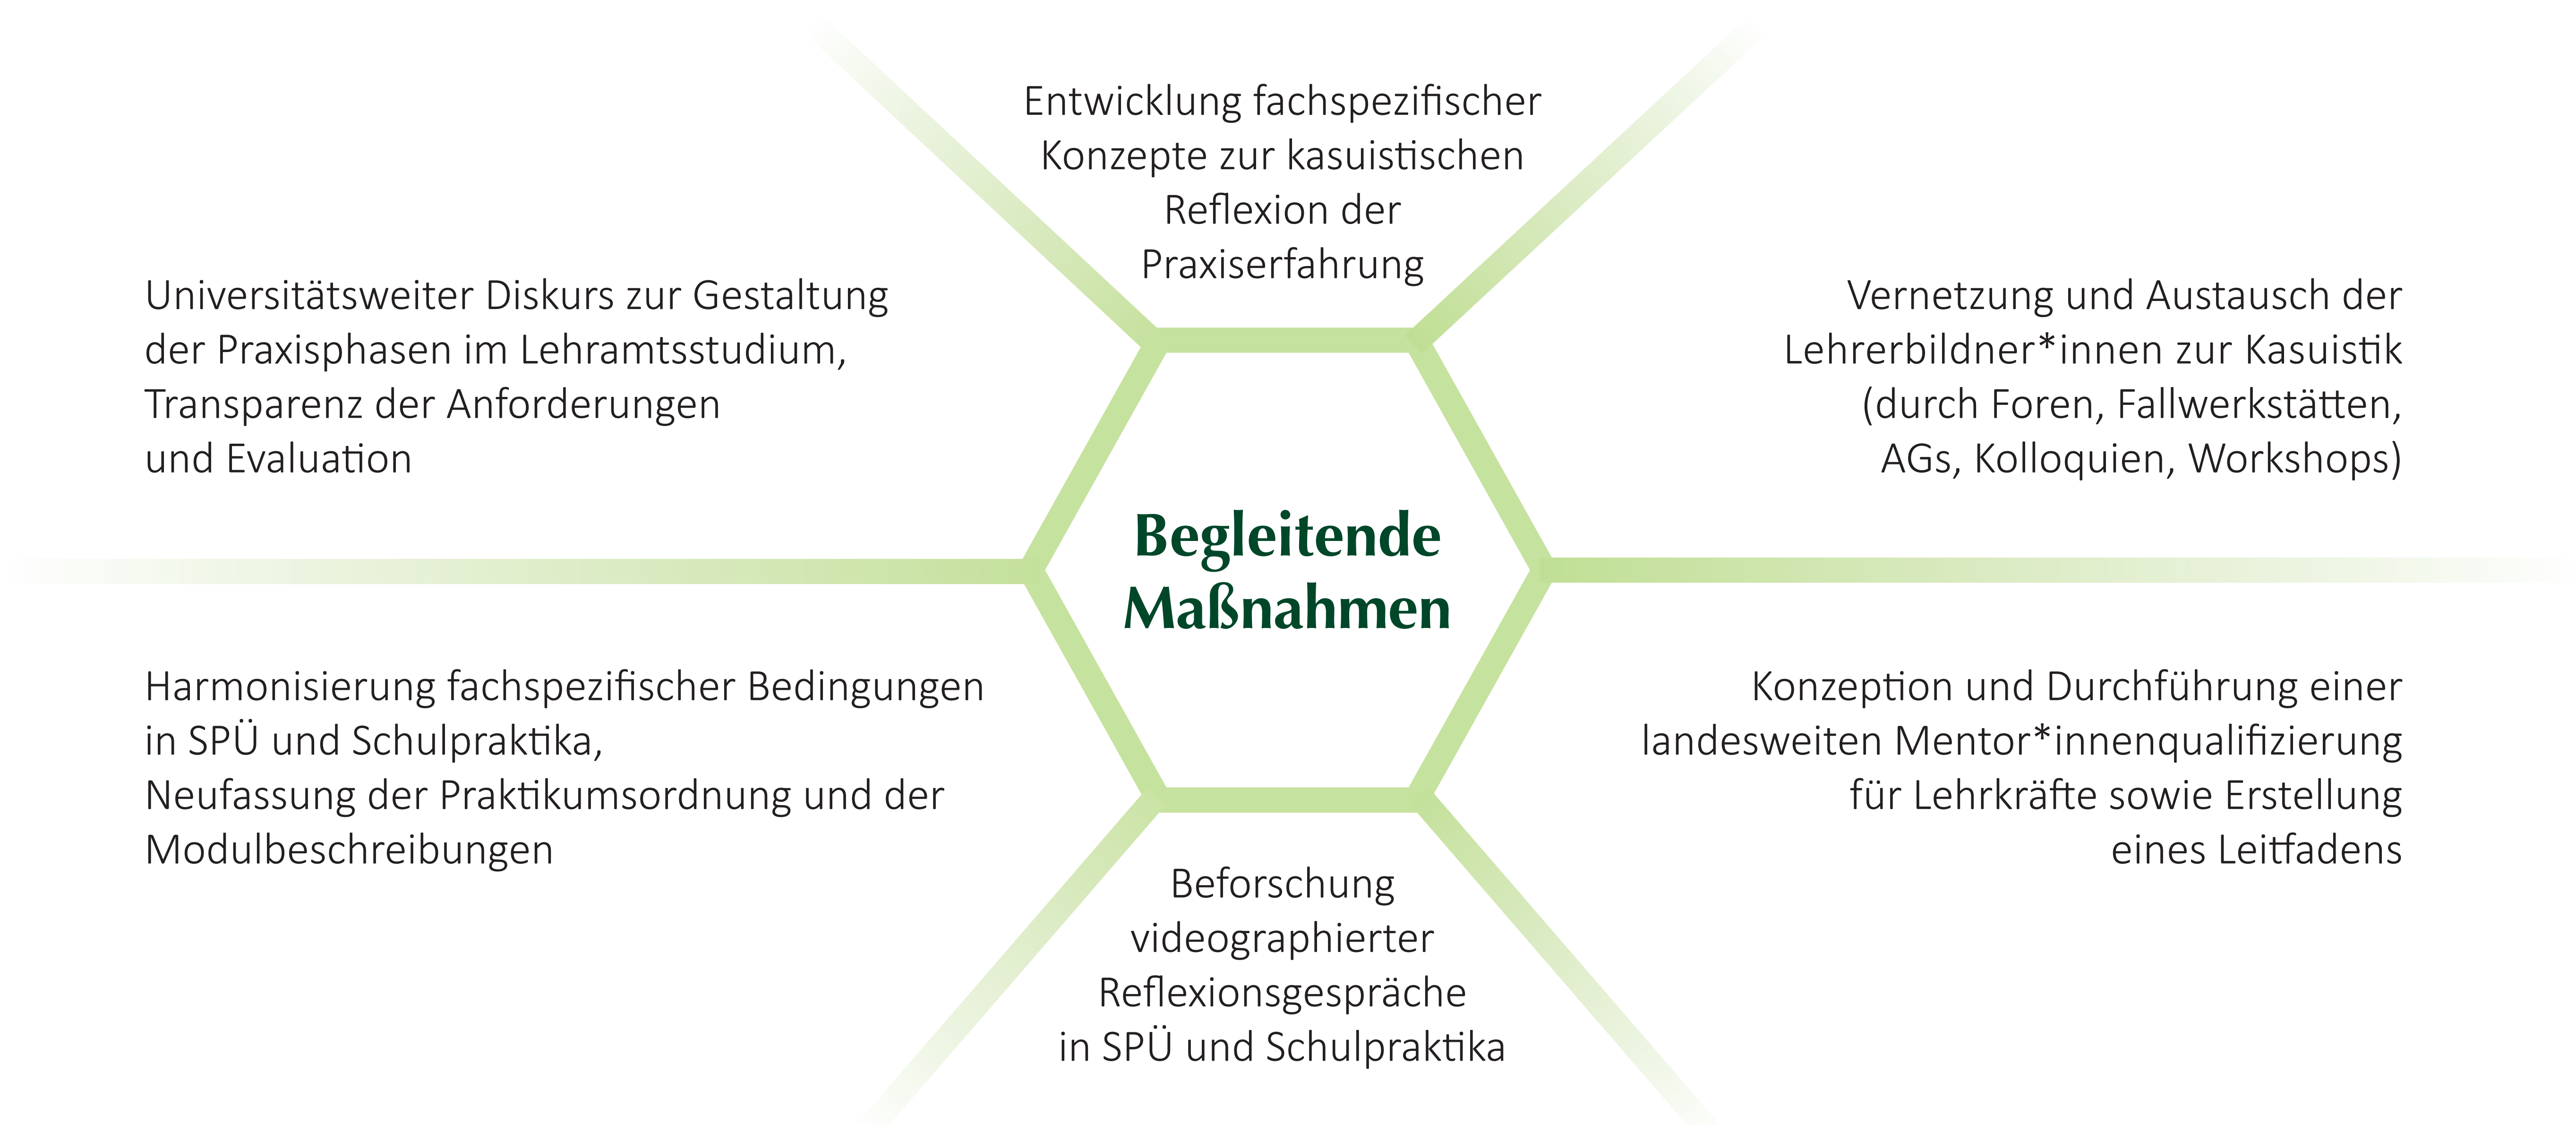 Entwicklung fachspezifischer
Konzepte zur kasuistischen
Reflexion der
Praxiserfahrung
Universitätsweiter Diskurs zur Gestaltung
der Praxisphasen im Lehramtsstudium,
Transparenz der Anforderungen
und Evaluation
Vernetzung und Austausch der
Lehrerbildner*innen zur Kasuistik
(durch Foren, Fallwerkstätten,
AGs, Kolloquien, Workshops)
Begleitende
Maßnahmen
Harmonisierung fachspezifischer Bedingungen
in SPÜ und Schulpraktika,
Neufassung der Praktikumsordnung und der
Modulbeschreibungen
Konzeption und Durchführung einer
landesweiten Mentor*innenqualifizierung
für Lehrkräfte sowie Erstellung
eines Leitfadens
Beforschung
videographierter
Reflexionsgespräche
in SPÜ und Schulpraktika